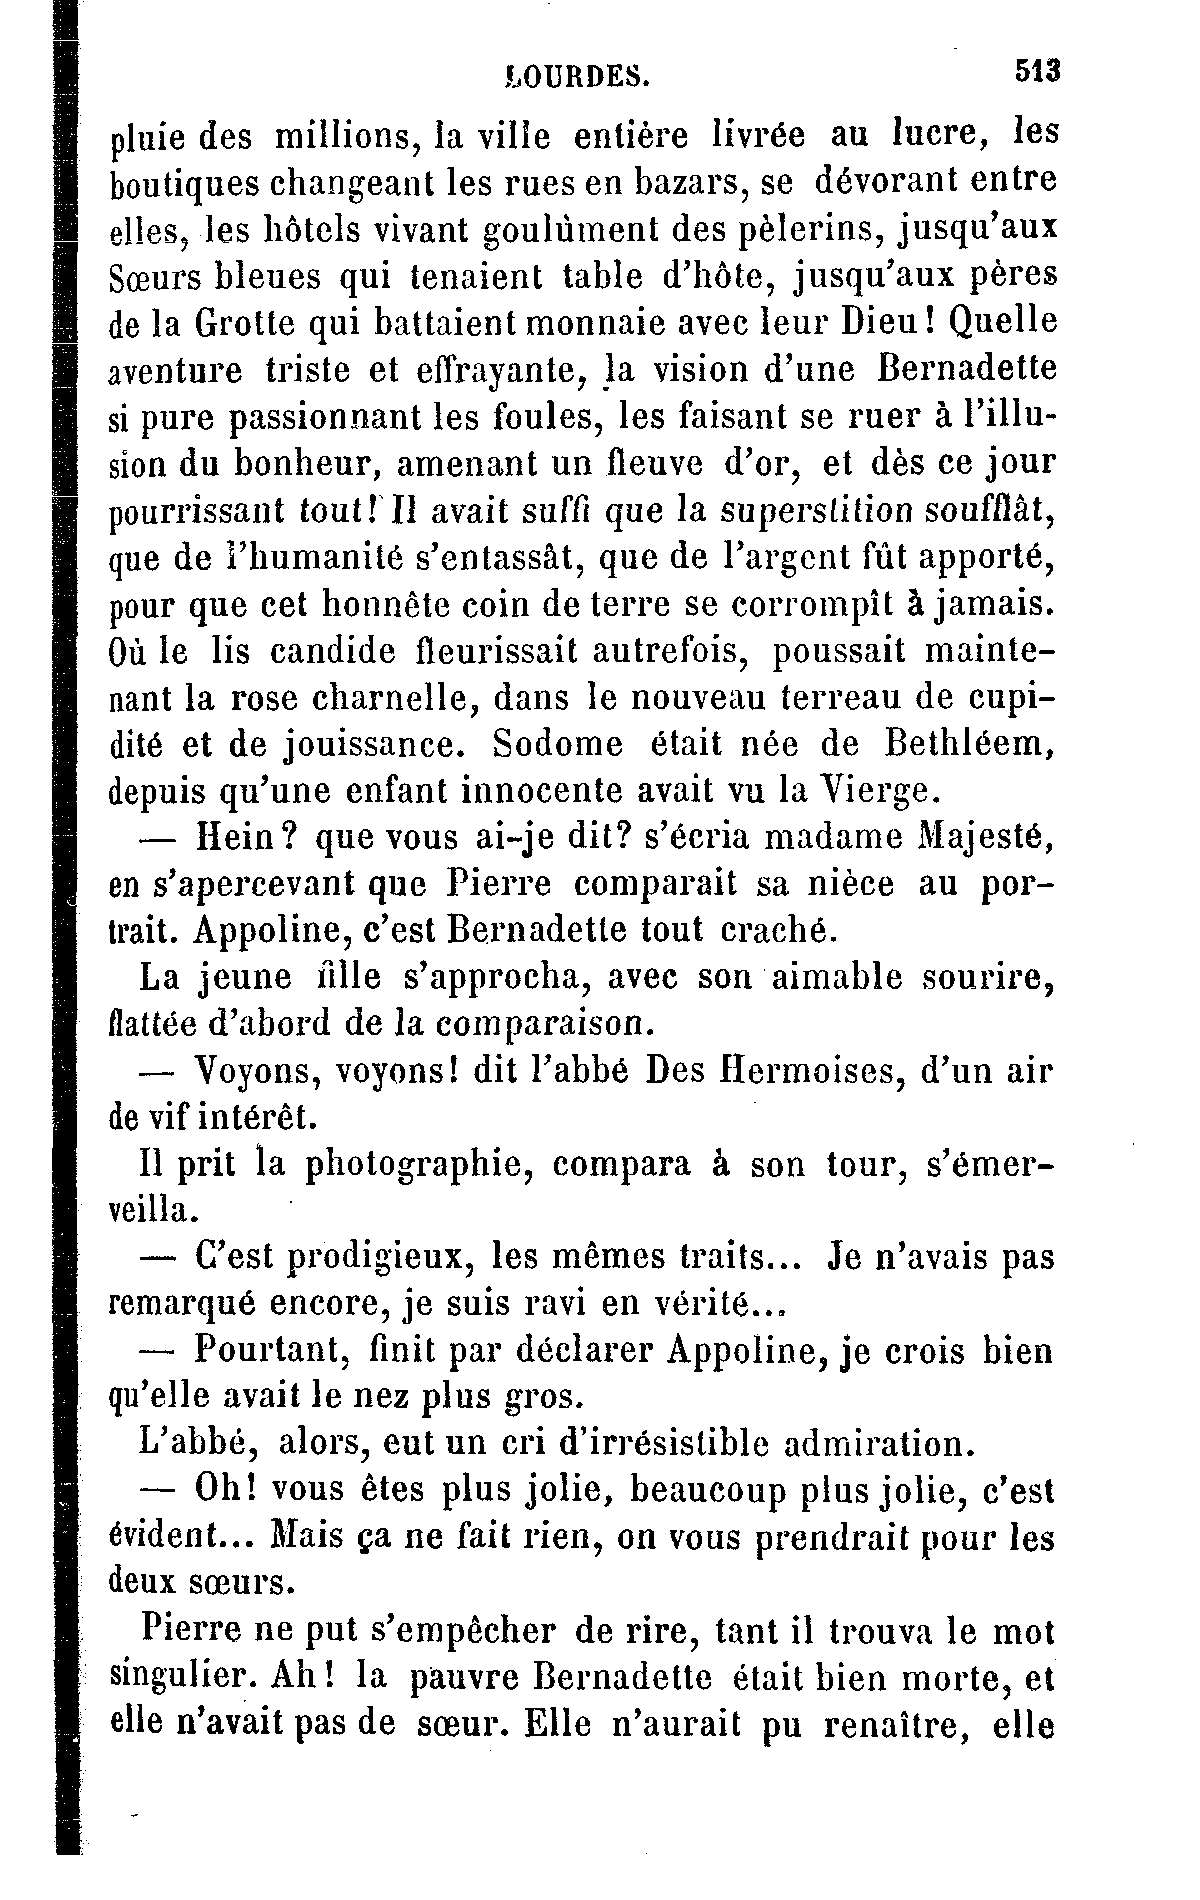 LOURDES. 513
pluie des millions, la ville entière livrée au lucre, les
boutiques changeant les rues en bazars, se dévorant entre
elles, les hôtels vivant goulûment des pèlerins, jusqu'aux
Sœurs bleues qui tenaient table d'hôte, jusqu'aux pères
de la Grotte qui battaient monnaie avec leur Dieu! Quelle
aventure triste et effrayante, la vision d'une Bernadette
si pure passionnant les foules, les faisant se ruer à l'illu-
sion du bonheur, amenant un fleuve d'or, et dès ce jour
pourrissant tout! Il avait suffi que la superstition soufflât,
que de l'humanité s'entassât, que de l'argent fût apporté,
pour que cet honnête coin de terre se corrompît à jamais.
Où le lis candide fleurissait autrefois, poussait mainte-
nant la rose charnelle, dans le nouveau terreau de cupi-
dité et de jouissance. Sodome était née de Bethléem,
depuis qu'une enfant innocente avait vu la Vierge.
— Hein? que vous ai-je dit? s'écria madame Majesté,
en s'apercevant que Pierre comparait sa nièce au por-
trait. Appoline, c'est Bernadette tout craché.
La jeune fille s'approcha, avec son aimable sourire,
flattée d'abord de la comparaison.
— Voyons, voyons! dit l'abbé Des Hermoises, d'un air
de vif intérêt.
Il prit la photographie, compara à son tour, s'émer-
veilla.
— C'est prodigieux, les mêmes traits... Je n'avais pas
remarqué encore, je suis ravi en vérité...
— Pourtant, finit par déclarer Appoline, je crois bien
qu'elle avait le nez plus gros.
L'abbé, alors, eut un cri d'irrésistible admiration.
— Oh! vous êtes plus jolie, beaucoup plus jolie, c'est
évident... Mais ça ne fait rien, on vous prendrait pour les
deux sœurs.
Pierre ne put s'empêcher de rire, tant il trouva le mot
singulier. Ah! la pauvre Bernadette était bien morte, et
elle n'avait pas de sœur. Elle n'aurait pu renaître, elle